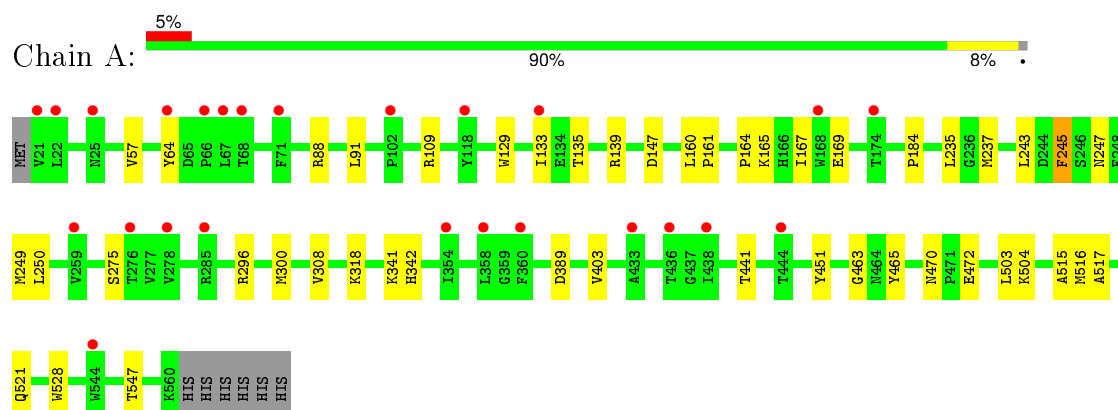 5%
Chain A:
90% 8%
MET V21 L22 N25 V57 Y64 D65 P66 L67 T68 F71 R88 L91 P102 R109 Y118 W129 I133 E134 T135 R139 D147 L160 P161 P164 K165 H166 I167 W168 E169 T174 P184 L235 G236 M237 L243 D244 F245 S246 N247 E248
M249 L250 V259 S275 T276 V277 V278 R285 R296 M300 V308 K318 K341 H342 I354 L358 G359 F360 D389 V403 A433 T436 G437 I438 T441 T444 Y451 G463 N464 Y465 N470 P471 E472 L503 K504 A515 M516 A517
Q521 W528 W544 T547 K560 HIS HIS HIS HIS HIS HIS